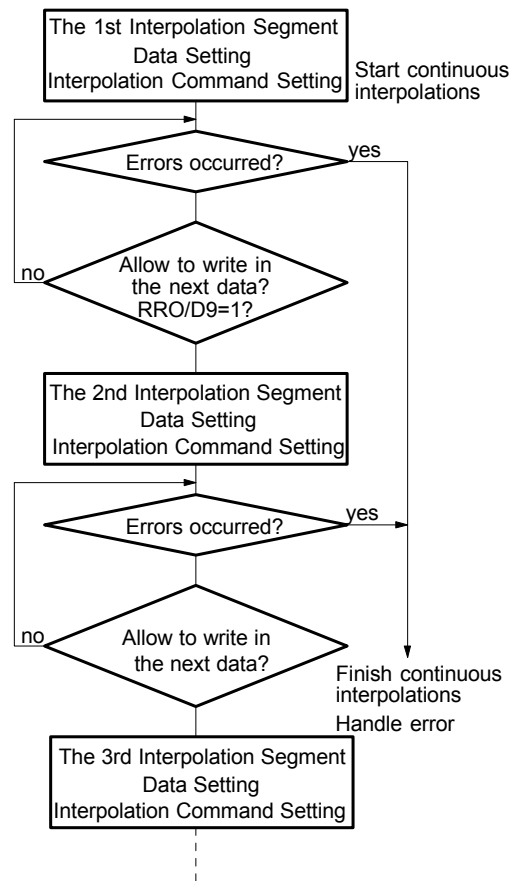 The 1st Interpolation Segment
Data Setting
Interpolation Command Setting
Start continuous
interpolations
Errors occurred?
yes
no
Allow to write in
the next data?
RRO/D9=1?
The 2nd Interpolation Segment
Data Setting
Interpolation Command Setting
Errors occurred?
yes
no
Allow to write in
the next data?
Finish continuous
interpolations
Handle error
The 3rd Interpolation Segment
Data Setting
Interpolation Command Setting